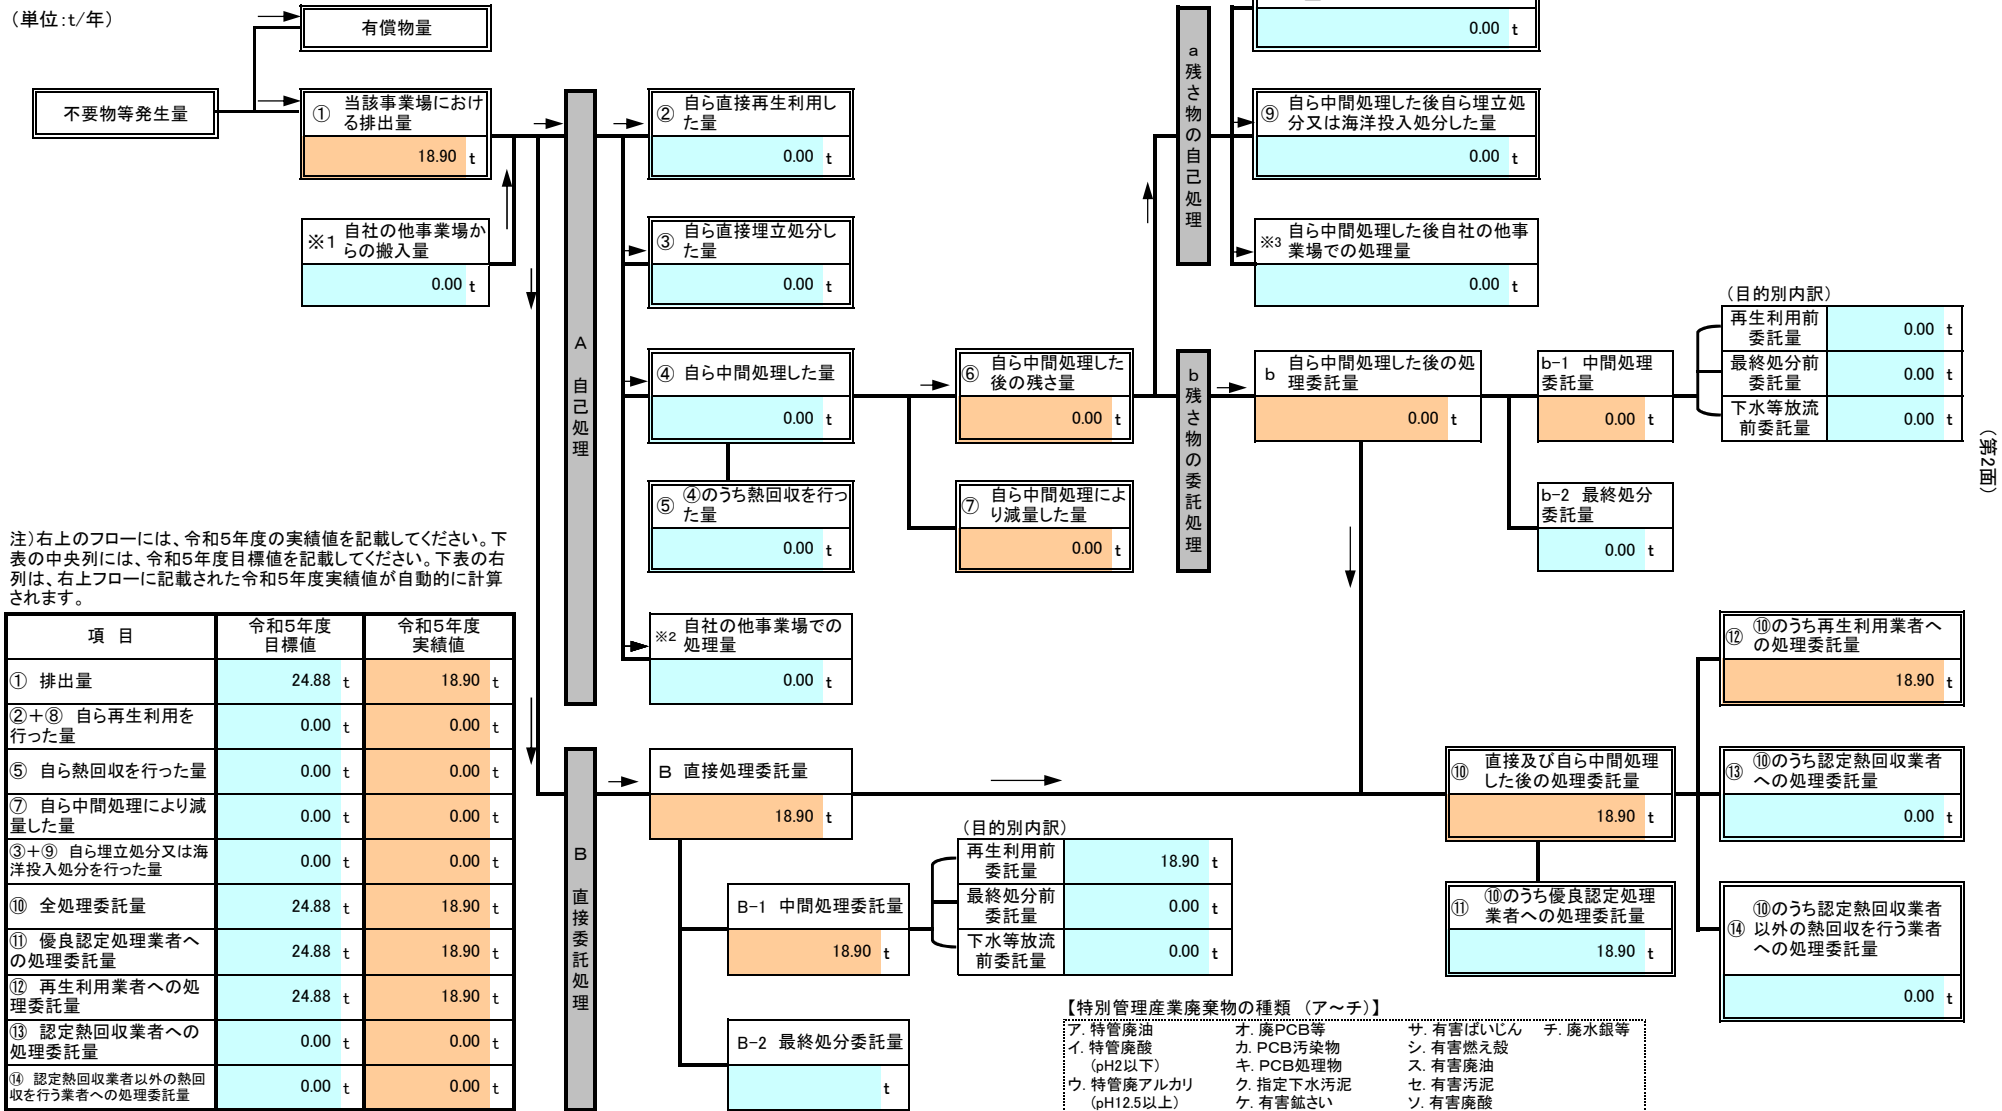 （単位：t/年）
有償物量
不要物等発生量
① 当該事業場におけ
る排出量
18.90 t
※1 自社の他事業場か
らの搬入量
0.00 t
A
自
己
処
理
② 自ら直接再生利用し
た量
0.00 t
③ 自ら直接埋立処分し
た量
0.00 t
④ 自ら中間処理した量
0.00 t
⑤ ④のうち熱回収を行っ
た量
0.00 t
※2 自社の他事業場での
処理量
0.00 t
⑥ 自ら中間処理した
後の残さ量
0.00 t
⑦ 自ら中間処理によ
り減量した量
0.00 t
a
残
さ
物
の
自
己
処
理
0.00 t
⑨ 自ら中間処理した後自ら埋立処
分又は海洋投入処分した量
0.00 t
※3 自ら中間処理した後自社の他事
業場での処理量
0.00 t
b
残
さ
物
の
委
託
処
理
b 自ら中間処理した後の処
理委託量
0.00 t
b-1 中間処理
委託量
0.00 t
b-2 最終処分
委託量
0.00 t
（目的別内訳）
再生利用前
委託量
0.00 t
最終処分前
委託量
0.00 t
下水等放流
前委託量
0.00 t
（第2面）
注）右上のフローには、令和5年度の実績値を記載してください。下
表の中央列には、令和5年度目標値を記載してください。下表の右
列は、右上フローに記載された令和5年度実績値が自動的に計算
されます。
項 目 令和5年度
目標値 令和5年度
実績値
① 排出量 24.88 t 18.90 t
②＋⑧ 自ら再生利用を
行った量 0.00 t 0.00 t
⑤ 自ら熱回収を行った量 0.00 t 0.00 t
⑦ 自ら中間処理により減
量した量 0.00 t 0.00 t
③＋⑨ 自ら埋立処分又は海
洋投入処分を行った量 0.00 t 0.00 t
⑩ 全処理委託量 24.88 t 18.90 t
⑪ 優良認定処理業者へ
の処理委託量 24.88 t 18.90 t
⑫ 再生利用業者への処
理委託量 24.88 t 18.90 t
⑬ 認定熱回収業者への
処理委託量 0.00 t 0.00 t
⑭ 認定熱回収業者以外の熱回
収を行う業者への処理委託量 0.00 t 0.00 t
B
直
接
委
託
処
理
B 直接処理委託量
18.90 t
B-1 中間処理委託量
18.90 t
B-2 最終処分委託量
t
（目的別内訳）
再生利用前
委託量
18.90 t
最終処分前
委託量
0.00 t
下水等放流
前委託量
0.00 t
⑩ 直接及び自ら中間処理
した後の処理委託量
18.90 t
⑪ ⑩のうち優良認定処理
業者への処理委託量
18.90 t
⑫ ⑩のうち再生利用業者へ
の処理委託量
18.90 t
⑬ ⑩のうち認定熱回収業者
への処理委託量
0.00 t
⑭ ⑩のうち認定熱回収業者
以外の熱回収を行う業者
への処理委託量
0.00 t
【特別管理産業廃棄物の種類 （ア～チ）】
ア. 特管廃油 オ. 廃PCB等 サ. 有害ばいじん チ. 廃水銀等
イ. 特管廃酸 カ. PCB汚染物 シ. 有害燃え殻
(pH2以下) キ. PCB処理物 ス. 有害廃油
ウ. 特管廃アルカリ ク. 指定下水汚泥 セ. 有害汚泥
(pH12.5以上) ケ. 有害鉱さい ソ. 有害廃酸